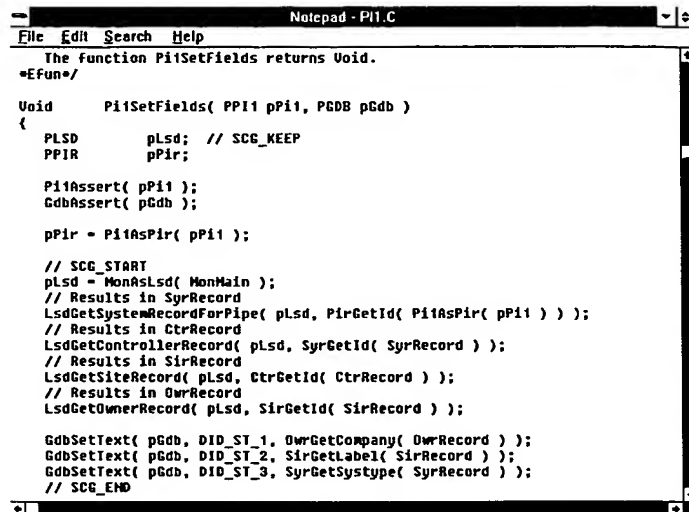 Notepad - PI1.C
File Edit Search Help
The function Pi1SetFields returns Void.
*Efun*/
Void Pi1SetFields( PPI1 pPi1, PGDB pGdb )
{
PLSD pLsd; // SCG_KEEP
PPIR pPir;
Pi1Assert( pPi1 );
GdbAssert( pGdb );
pPir = Pi1AsPir( pPi1 );
// SCG_START
pLsd = MonAsLsd( MonMain );
// Results in SyrRecord
LsdGetSystemRecordForPipe( pLsd, PirGetId( Pi1AsPir( pPi1 ) ) );
// Results in CtrRecord
LsdGetControllerRecord( pLsd, SyrGetId( SyrRecord ) );
// Results in SirRecord
LsdGetSiteRecord( pLsd, CtrGetId( CtrRecord ) );
// Results in OwrRecord
LsdGetOwnerRecord( pLsd, SirGetId( SirRecord ) );
GdbSetText( pGdb, DID_ST_1, OwrGetCompany( OwrRecord ) );
GdbSetText( pGdb, DID_ST_2, SirGetLabel( SirRecord ) );
GdbSetText( pGdb, DID_ST_3, SyrGetSystype( SyrRecord ) );
// SCG_END